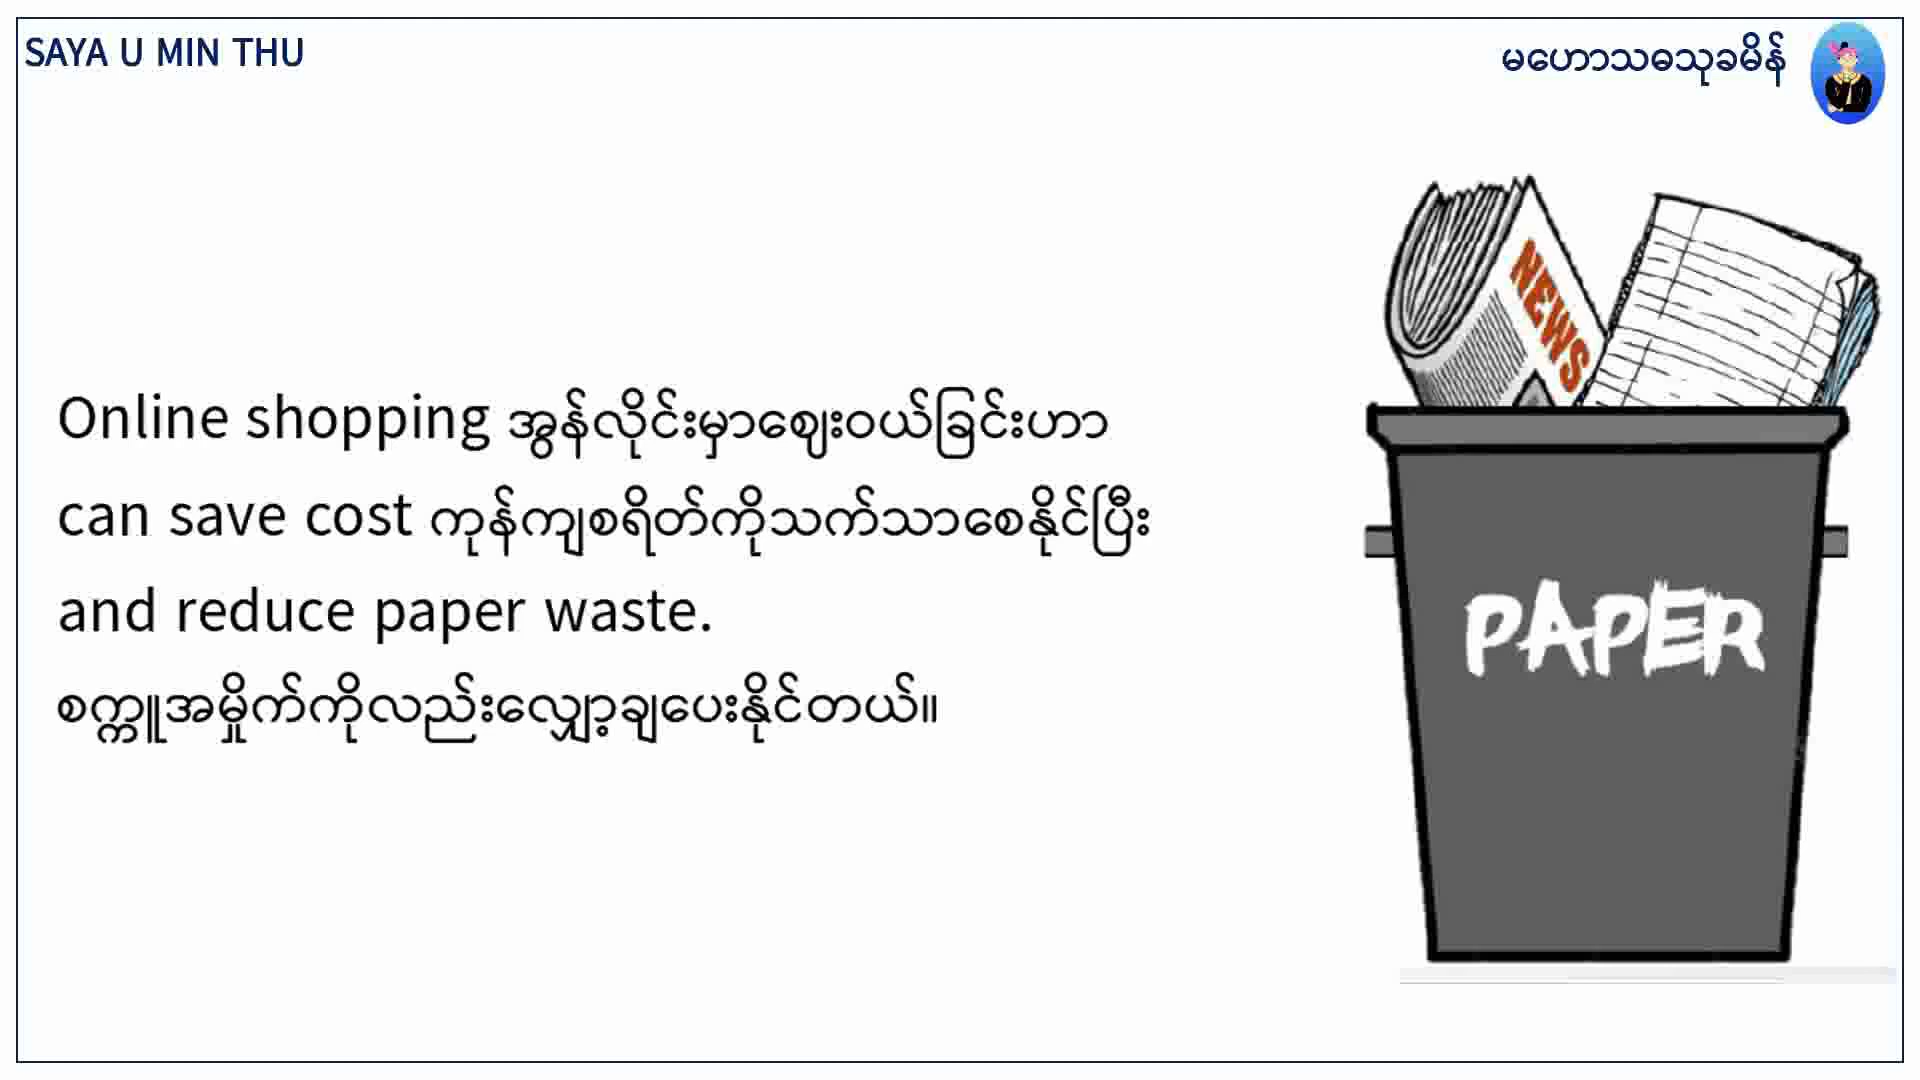 SAYA U MIN THU
မဟောသဓသုခမိန်
Online shopping အွန်လိုင်းမှာဈေးဝယ်ခြင်းဟာ
can save cost ကုန်ကျစရိတ်ကိုသက်သာစေနိုင်ပြီး
and reduce paper waste.
စက္ကူအမှိုက်ကိုလည်းလျှော့ချပေးနိုင်တယ်။
NEWS
PAPER